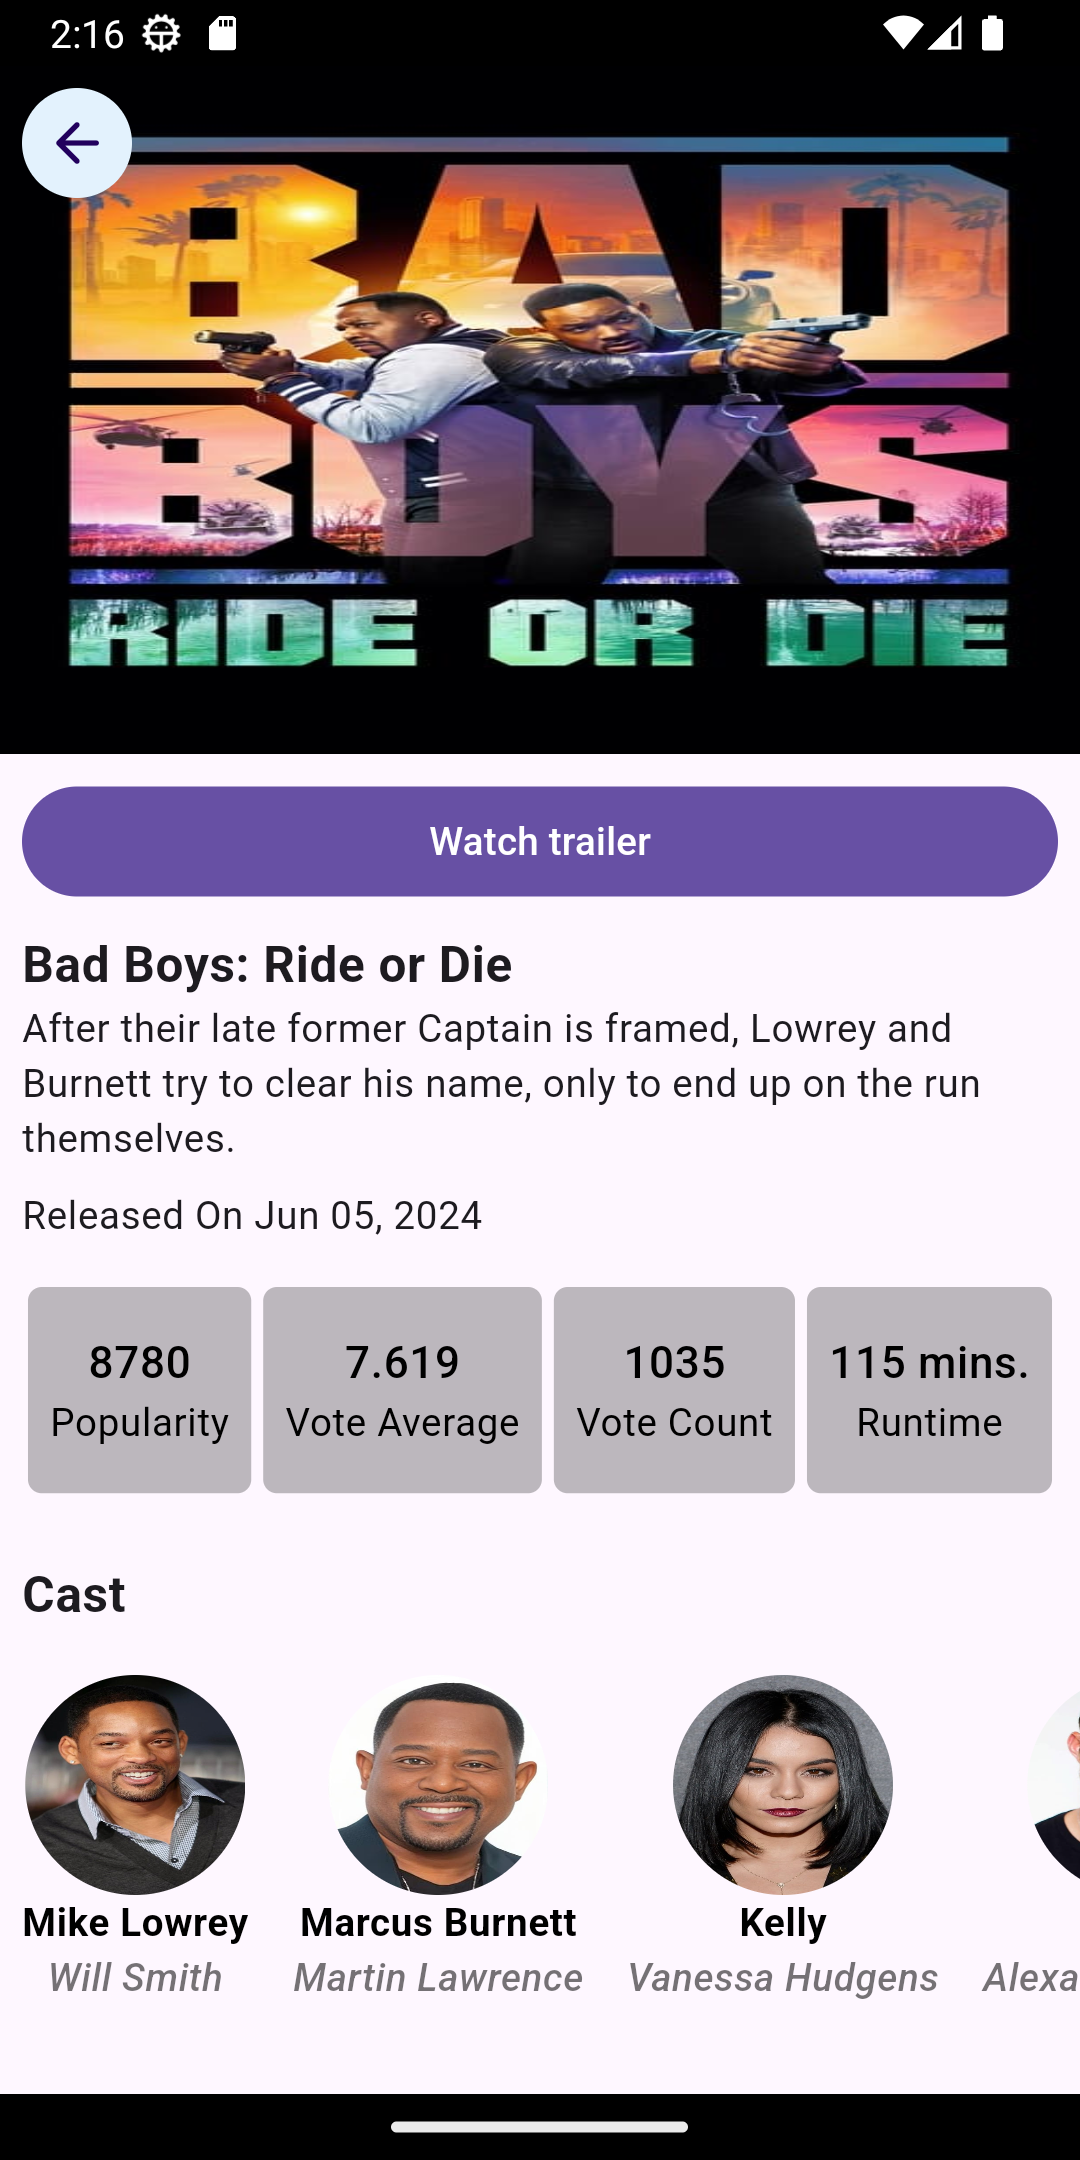 2:16
BAD
BOYS
RIDE OR DIE
Watch trailer
Bad Boys: Ride or Die
After their late former Captain is framed, Lowrey and
Burnett try to clear his name, only to end up on the run
themselves.
Released On Jun 05, 2024
8780 7.619 1035 115 mins.
Popularity Vote Average Vote Count Runtime
Cast
Mike Lowrey Marcus Burnett Kelly
Will Smith Martin Lawrence Vanessa Hudgens Alexa